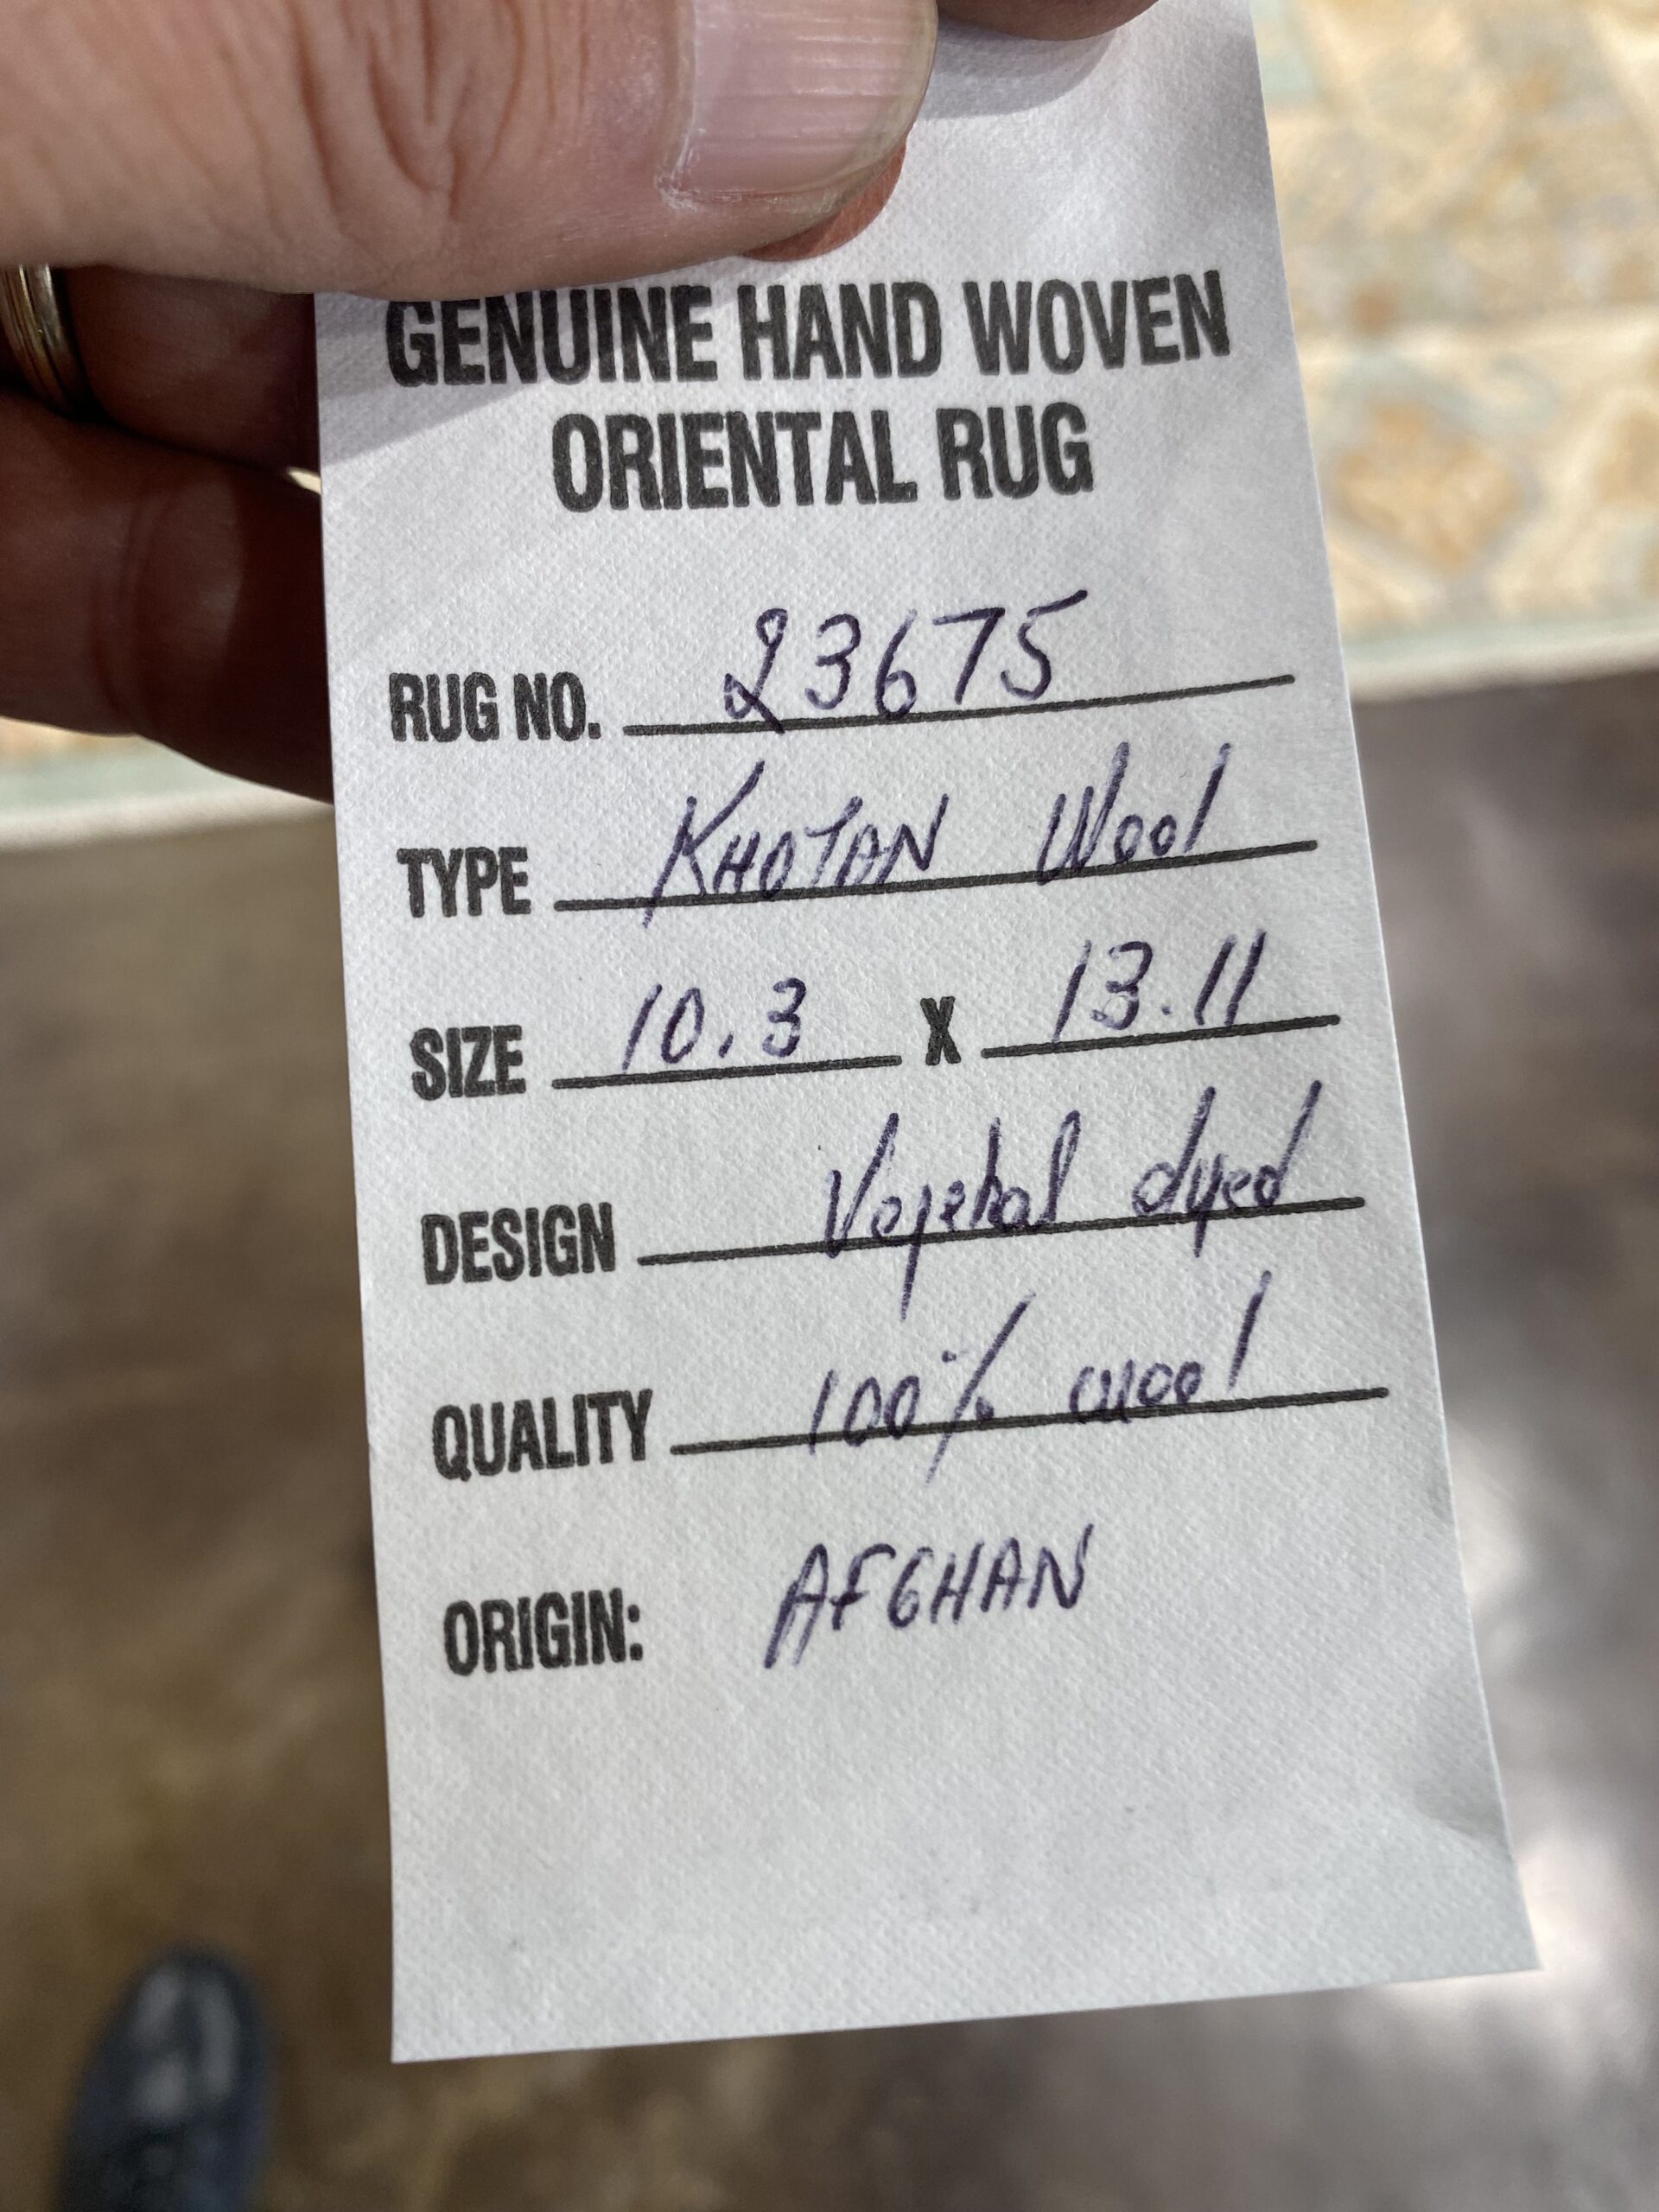 GENUINE HAND WOVEN
ORIENTAL RUG
RUG NO. 23675
TYPE KHOTAN Wool
SIZE 10.3 X 13.11
DESIGN Vejetal dyed
QUALITY 100% wool
ORIGIN: AFGHAN